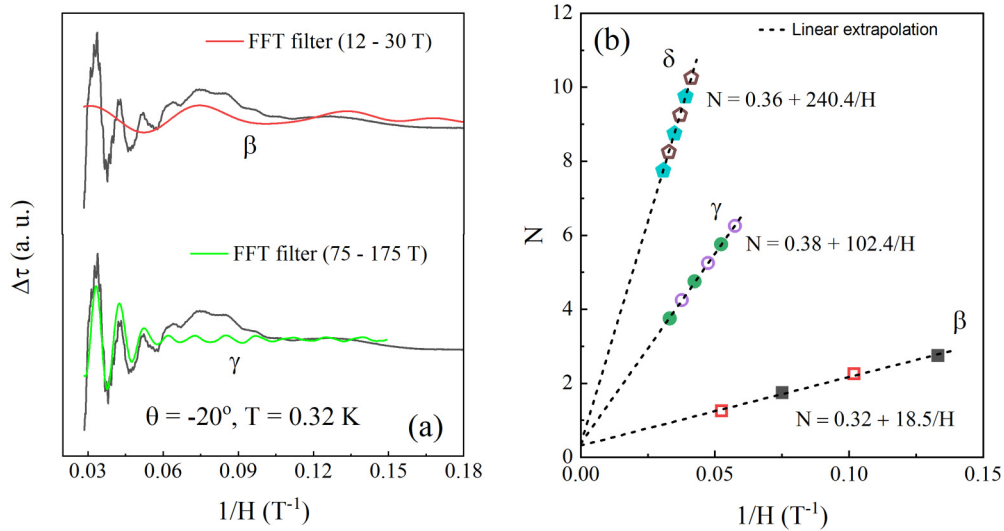 (a)
FFT filter (12 - 30 T)
β
FFT filter (75 - 175 T)
γ
θ = -20°, T = 0.32 K
Δτ (a. u.)
0.03 0.06 0.09 0.12 0.15 0.18
1/H (T⁻¹)
(b)
Linear extrapolation
δ
N = 0.36 + 240.4/H
γ
N = 0.38 + 102.4/H
β
N = 0.32 + 18.5/H
N
12
10
8
6
4
2
0
0.00 0.05 0.10 0.15
1/H (T⁻¹)